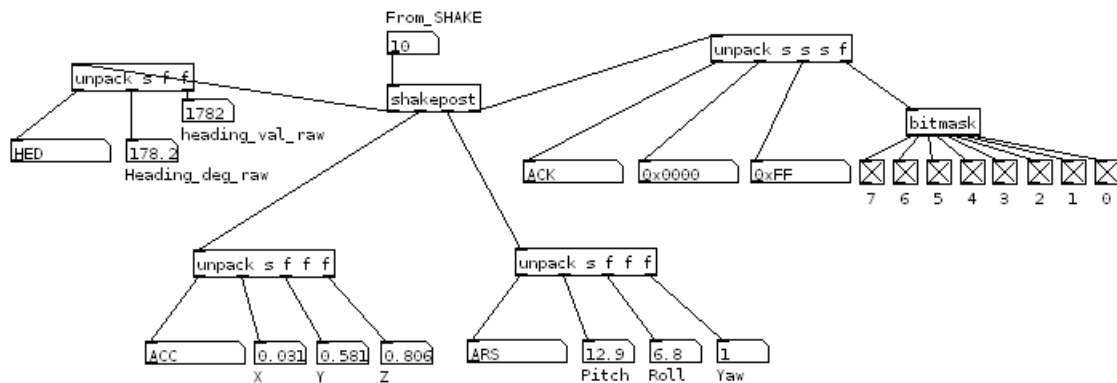 From_SHAKE
10
shakepost
unpack s f f
1782
heading_val_raw
HED
178.2
Heading_deg_raw
unpack s s s f
bitmask
ACK
0x0000
0xFF
7 6 5 4 3 2 1 0
unpack s f f f
ACC
0.031
0.581
0.806
X Y Z
unpack s f f f
ARS
12.9
6.8
1
Pitch Roll Yaw